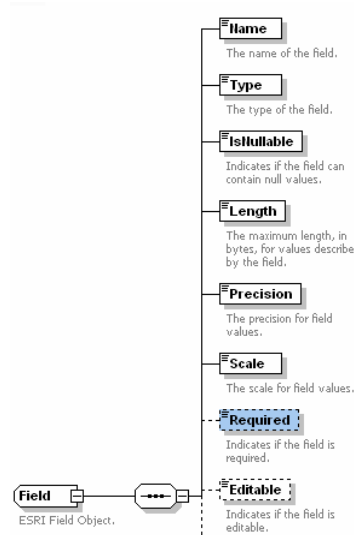 Name
The name of the field.
Type
The type of the field.
IsNullable
Indicates if the field can
contain null values.
Length
The maximum length, in
bytes, for values describe
by the field.
Precision
The precision for field
values.
Scale
The scale for field values.
Required
Indicates if the field is
required.
Field
ESRI Field Object.
Editable
Indicates if the field is
editable.